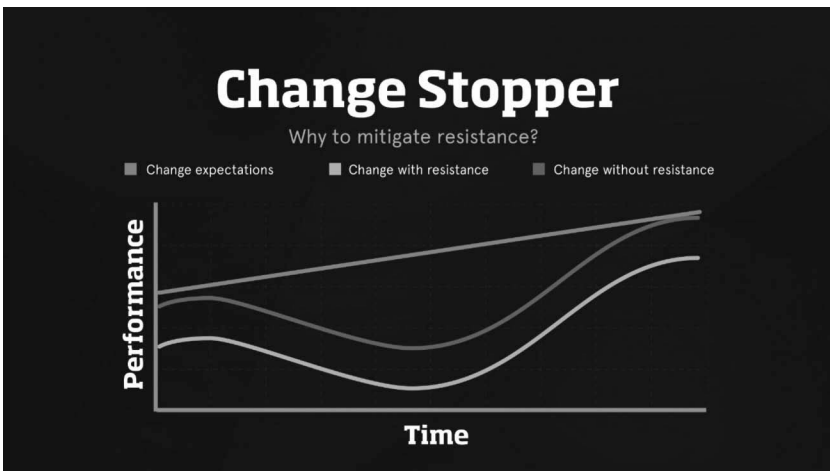 Change Stopper
Why to mitigate resistance?
Change expectations
Change with resistance
Change without resistance
Performance
Time